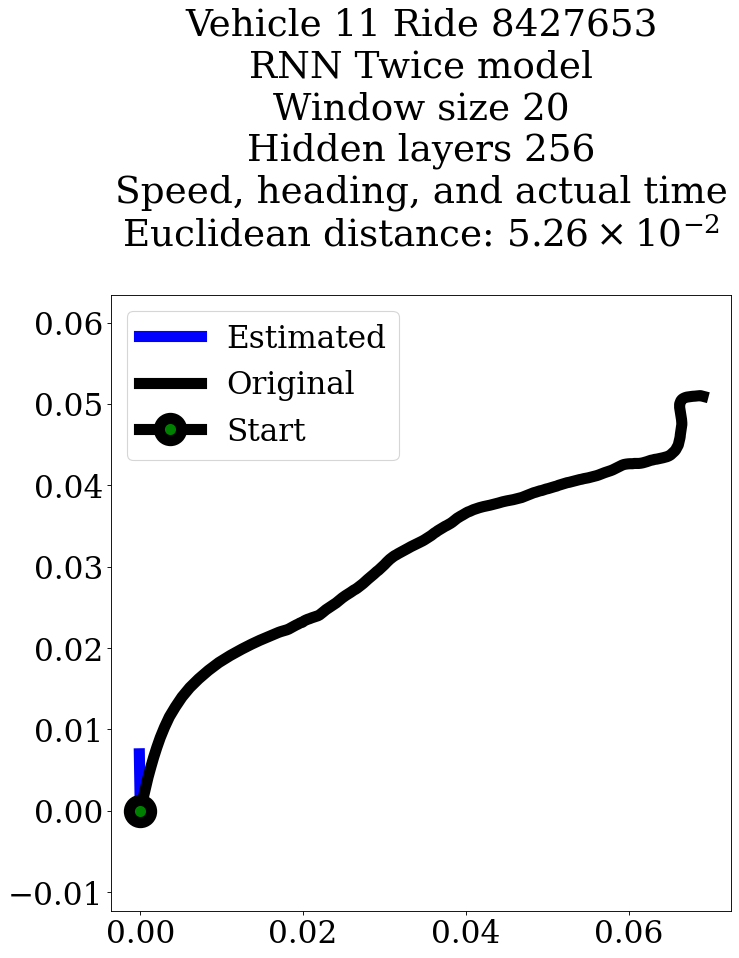 Vehicle 11 Ride 8427653
RNN Twice model
Window size 20
Hidden layers 256
Speed, heading, and actual time
Euclidean distance: 5.26 × 10⁻²
Estimated
Original
Start
0.06
0.05
0.04
0.03
0.02
0.01
0.00
−0.01
0.00 0.02 0.04 0.06